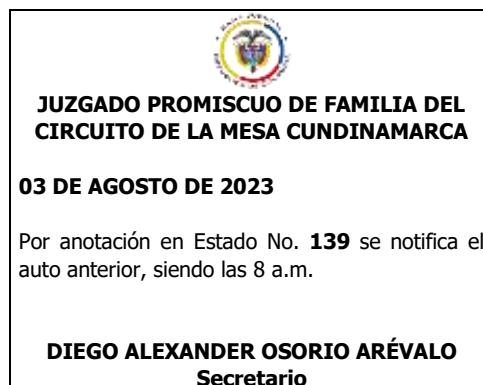 JUZGADO PROMISCUO DE FAMILIA DEL
CIRCUITO DE LA MESA CUNDINAMARCA
03 DE AGOSTO DE 2023
Por anotación en Estado No. 139 se notifica el
auto anterior, siendo las 8 a.m.
DIEGO ALEXANDER OSORIO ARÉVALO
Secretario